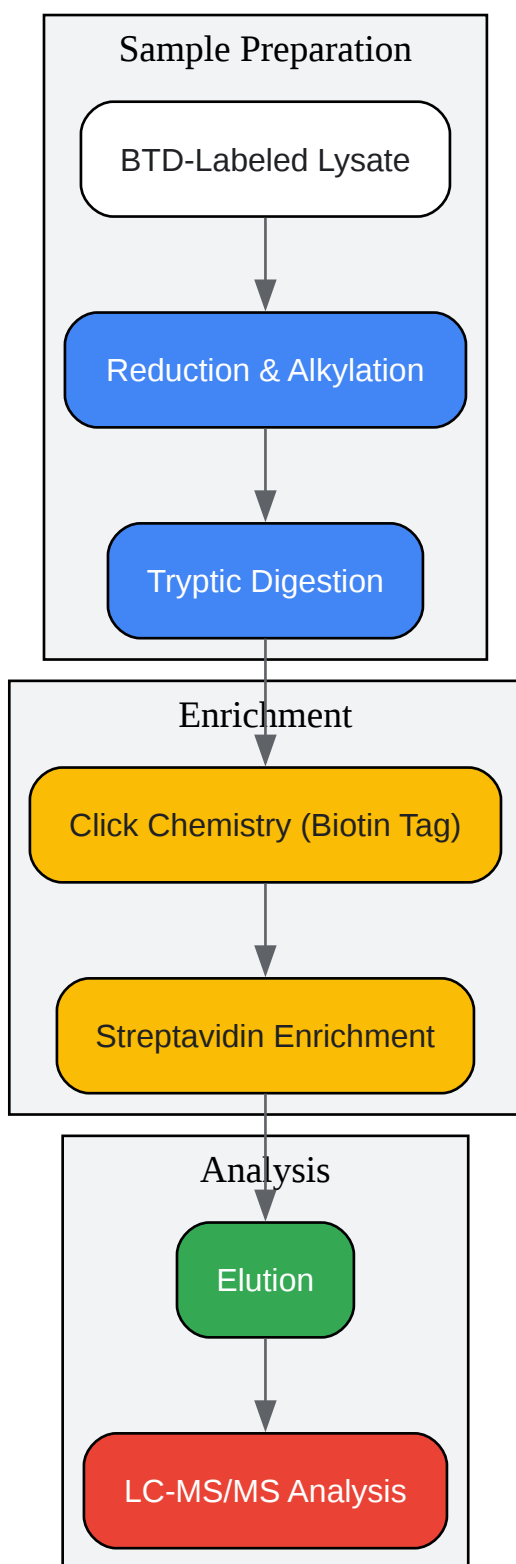 Sample Preparation
BTD-Labeled Lysate
Reduction & Alkylation
Tryptic Digestion
Enrichment
Click Chemistry (Biotin Tag)
Streptavidin Enrichment
Analysis
Elution
LC-MS/MS Analysis